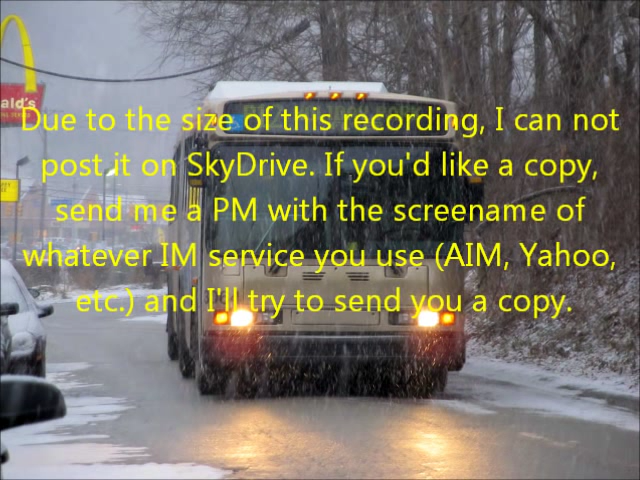 ald's
Due to the size of this recording, I can not
post it on SkyDrive. If you'd like a copy,
send me a PM with the screename of
whatever IM service you use (AIM, Yahoo,
etc.) and I'll try to send you a copy.